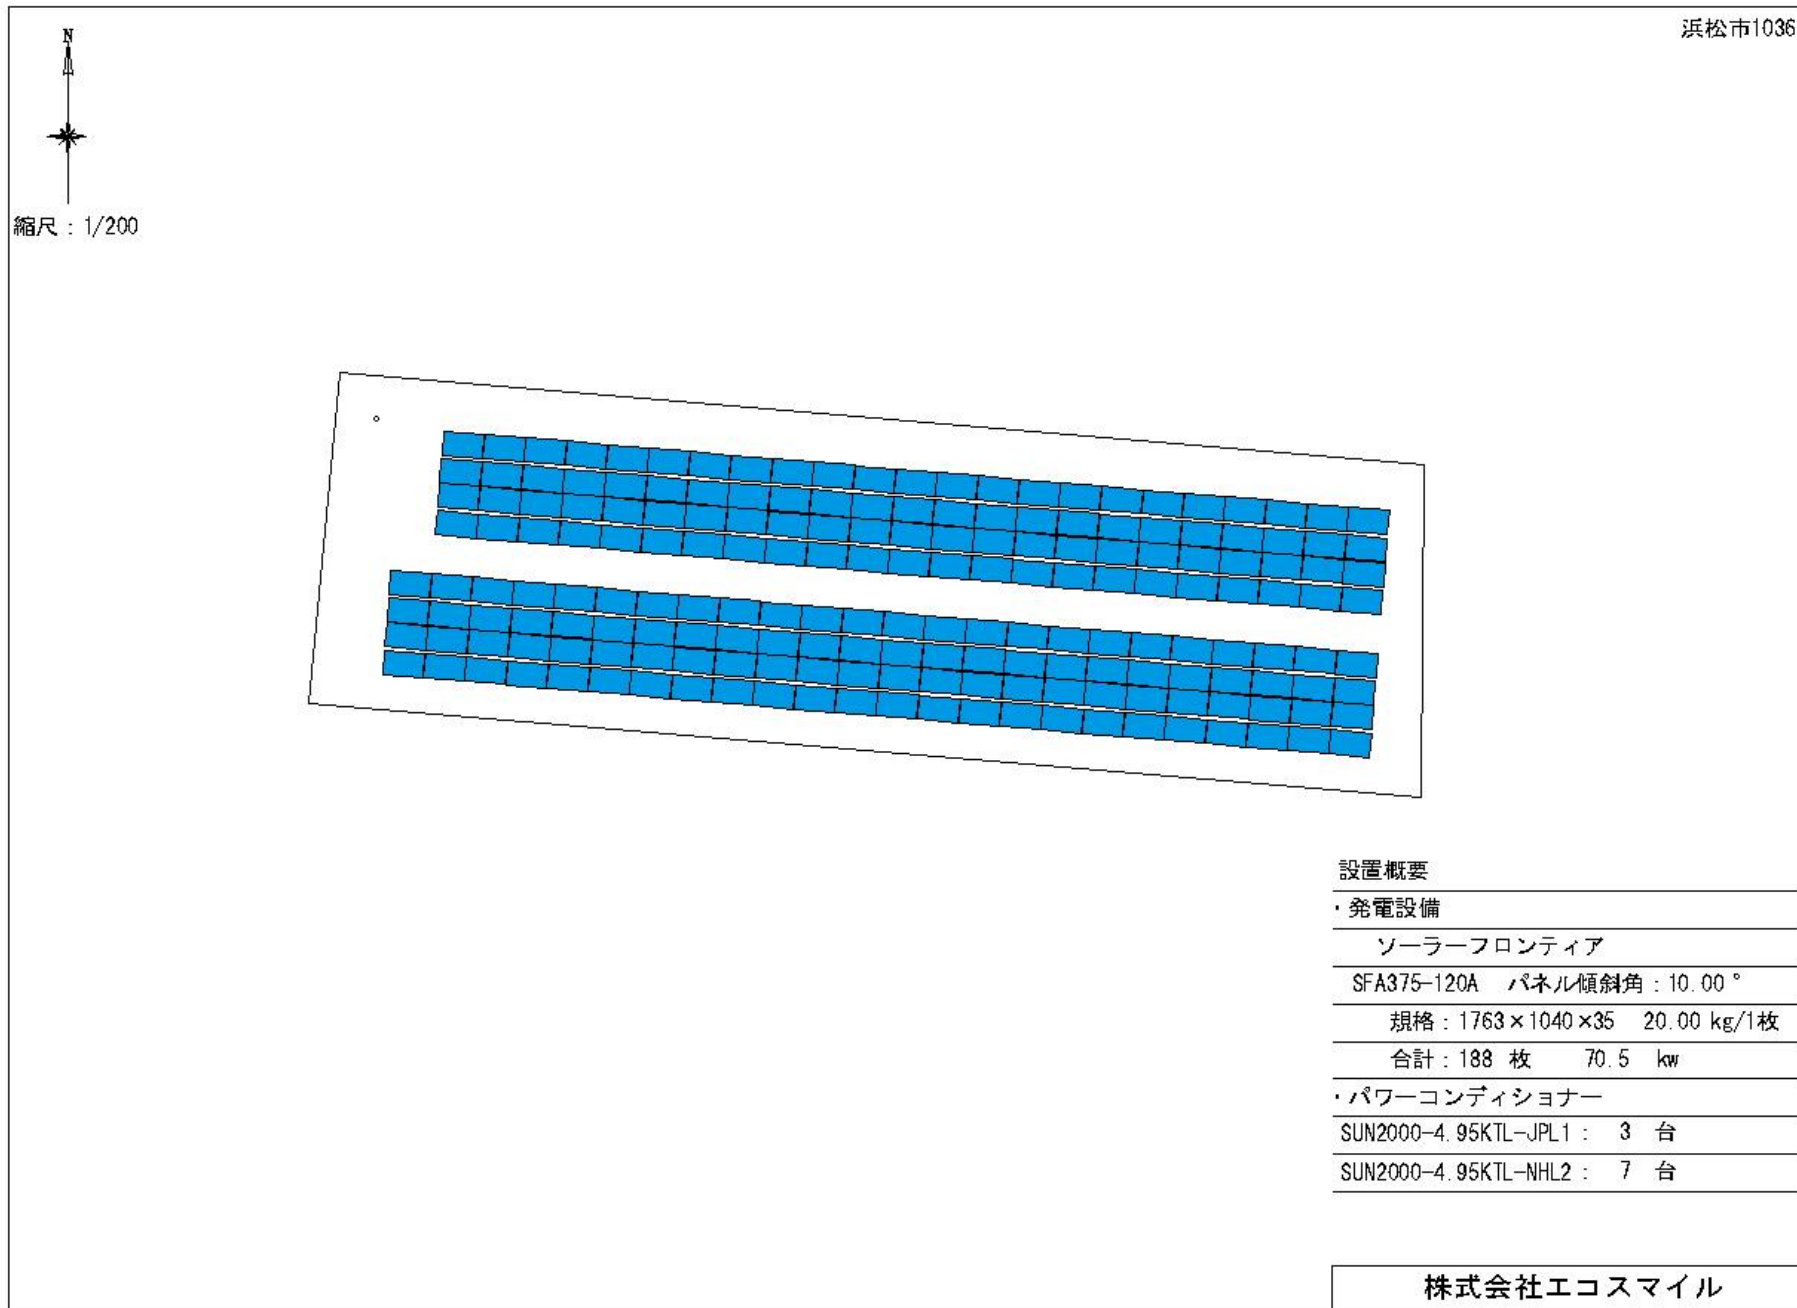 浜松市1036
N
縮尺：1/200
設置概要
・発電設備
ソーラーフロンティア
SFA375-120A パネル傾斜角：10.00°
規格：1763×1040×35 20.00 kg/1枚
合計：188 枚 70.5 kw
・パワーコンディショナー
SUN2000-4.95KTL-JPL1： 3 台
SUN2000-4.95KTL-NHL2： 7 台
株式会社エコスマイル